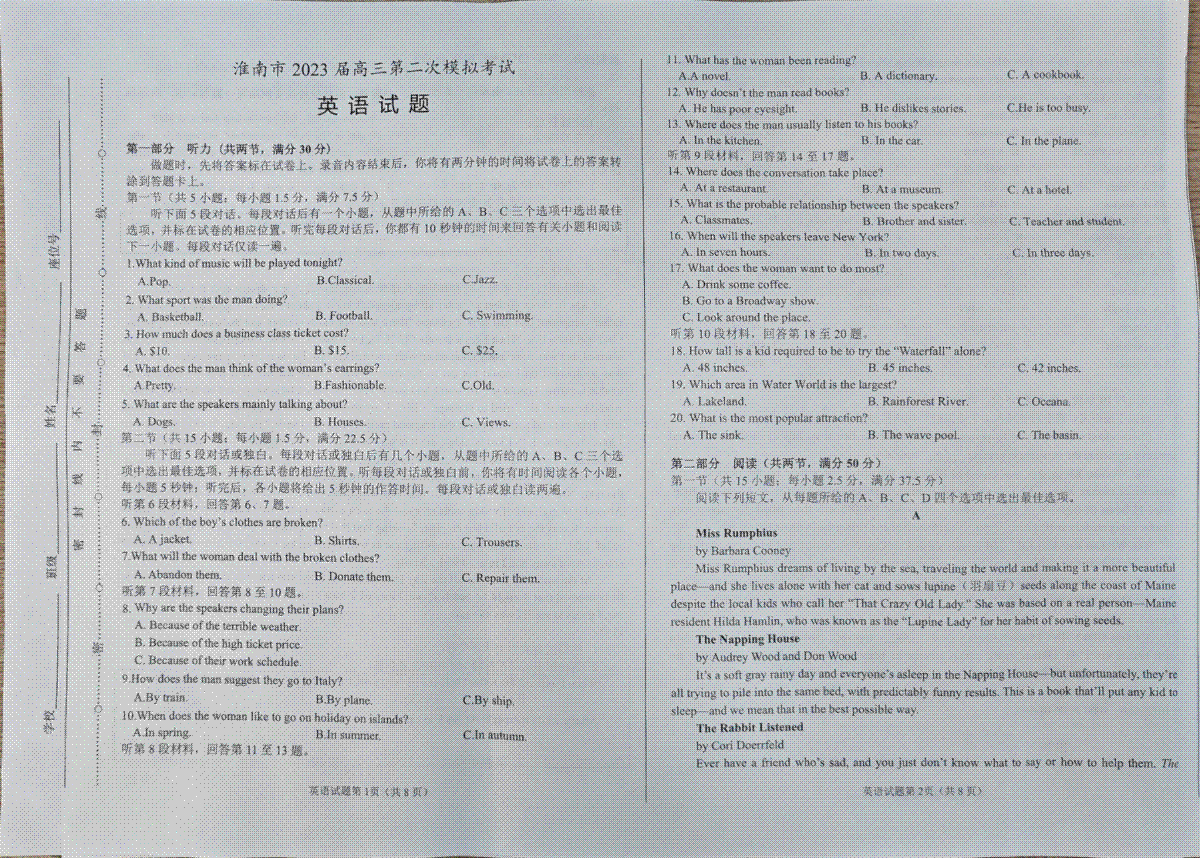 淮南市 2023 届高三第二次模拟考试
英 语 试 题
第一部分 听力 (共两节，满分 30 分)
做题时，先将答案标在试卷上。录音内容结束后，你将有两分钟的时间将试卷上的答案转
涂到答题卡上。
第一节（共 5 小题；每小题 1.5 分，满分 7.5 分）
听下面 5 段对话。每段对话后有一个小题，从题中所给的 A、B、C 三个选项中选出最佳
选项，并标在试卷的相应位置。听完每段对话后，你都有 10 秒钟的时间来回答有关小题和阅读
下一小题。每段对话仅读一遍。
1.What kind of music will be played tonight?
A.Pop. B.Classical. C.Jazz.
2. What sport was the man doing?
A. Basketball. B. Football. C. Swimming.
3. How much does a business class ticket cost?
A. $10. B. $15. C. $25.
4. What does the man think of the woman's earrings?
A.Pretty. B.Fashionable. C.Old.
5. What are the speakers mainly talking about?
A. Dogs. B. Houses. C. Views.
第二节（共 15 小题；每小题 1.5 分，满分 22.5 分）
听下面 5 段对话或独白。每段对话或独白后有几个小题，从题中所给的 A、B、C 三个选
项中选出最佳选项，并标在试卷的相应位置。听每段对话或独白前，你将有时间阅读各个小题，
每小题 5 秒钟；听完后，各小题将给出 5 秒钟的作答时间。每段对话或独白读两遍。
听第 6 段材料，回答第 6、7 题。
6. Which of the boy's clothes are broken?
A. A jacket. B. Shirts. C. Trousers.
7.What will the woman deal with the broken clothes?
A. Abandon them. B. Donate them. C. Repair them.
听第 7 段材料，回答第 8 至 10 题。
8. Why are the speakers changing their plans?
A. Because of the terrible weather.
B. Because of the high ticket price.
C. Because of their work schedule.
9.How does the man suggest they go to Italy?
A.By train. B.By plane. C.By ship.
10.When does the woman like to go on holiday on islands?
A.In spring. B.In summer. C.In autumn.
听第 8 段材料，回答第 11 至 13 题。
英语试题第 1页（共 8 页）
11. What has the woman been reading?
A.A novel. B. A dictionary. C. A cookbook.
12. Why doesn't the man read books?
A. He has poor eyesight. B. He dislikes stories. C.He is too busy.
13. Where does the man usually listen to his books?
A. In the kitchen. B. In the car. C. In the plane.
听第 9 段材料，回答第 14 至 17 题。
14. Where does the conversation take place?
A. At a restaurant. B. At a museum. C. At a hotel.
15. What is the probable relationship between the speakers?
A. Classmates. B. Brother and sister. C. Teacher and student.
16. When will the speakers leave New York?
A. In seven hours. B. In two days. C. In three days.
17. What does the woman want to do most?
A. Drink some coffee.
B. Go to a Broadway show.
C. Look around the place.
听第 10 段材料，回答第 18 至 20 题。
18. How tall is a kid required to be to try the “Waterfall” alone?
A. 48 inches. B. 45 inches. C. 42 inches.
19. Which area in Water World is the largest?
A. Lakeland. B. Rainforest River. C. Oceana.
20. What is the most popular attraction?
A. The sink. B. The wave pool. C. The basin.
第二部分 阅读（共两节，满分 50 分）
第一节（共 15 小题；每小题 2.5 分，满分 37.5 分）
阅读下列短文，从每题所给的 A、B、C、D 四个选项中选出最佳选项。
A
Miss Rumphius
by Barbara Cooney
Miss Rumphius dreams of living by the sea, traveling the world and making it a more beautiful
place—and she lives alone with her cat and sows lupine（羽扇豆）seeds along the coast of Maine
despite the local kids who call her “That Crazy Old Lady.” She was based on a real person—Maine
resident Hilda Hamlin, who was known as the “Lupine Lady” for her habit of sowing seeds.
The Napping House
by Audrey Wood and Don Wood
It's a soft gray rainy day and everyone's asleep in the Napping House—but unfortunately, they're
all trying to pile into the same bed, with predictably funny results. This is a book that'll put any kid to
sleep—and we mean that in the best possible way.
The Rabbit Listened
by Cori Doerrfeld
Ever have a friend who's sad, and you just don't know what to say or how to help them. The
英语试题第 2页（共 8 页）
学校 班级 姓名 座位号
密 封 线 内 不 要 答 题
密 封 线